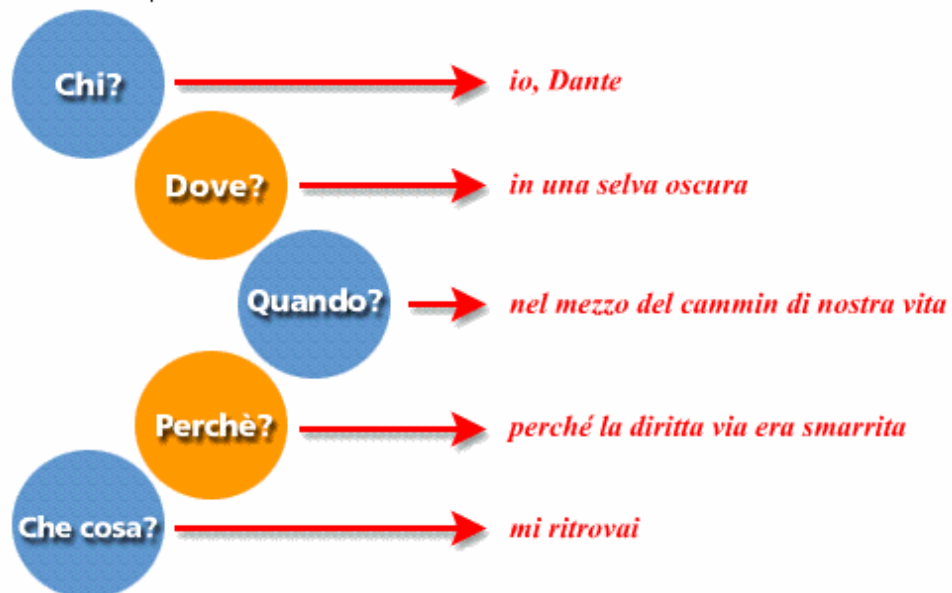 Chi?
io, Dante
Dove?
in una selva oscura
Quando?
nel mezzo del cammin di nostra vita
Perchè?
perché la diritta via era smarrita
Che cosa?
mi ritrovai